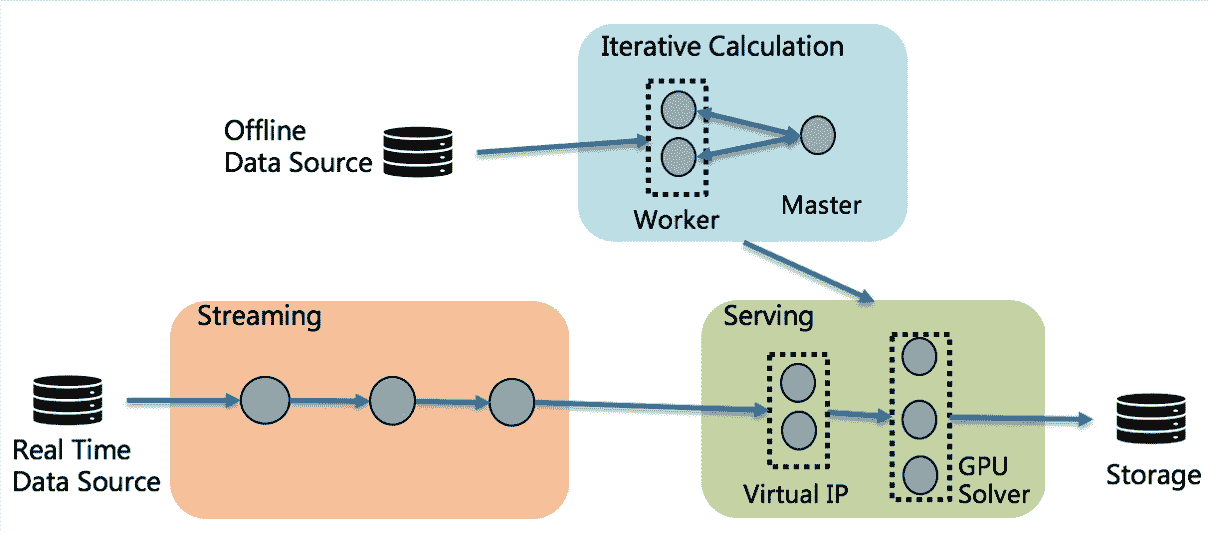 Iterative Calculation
Offline
Data Source
Worker
Master
Streaming
Serving
Real Time
Data Source
Virtual IP
GPU
Solver
Storage